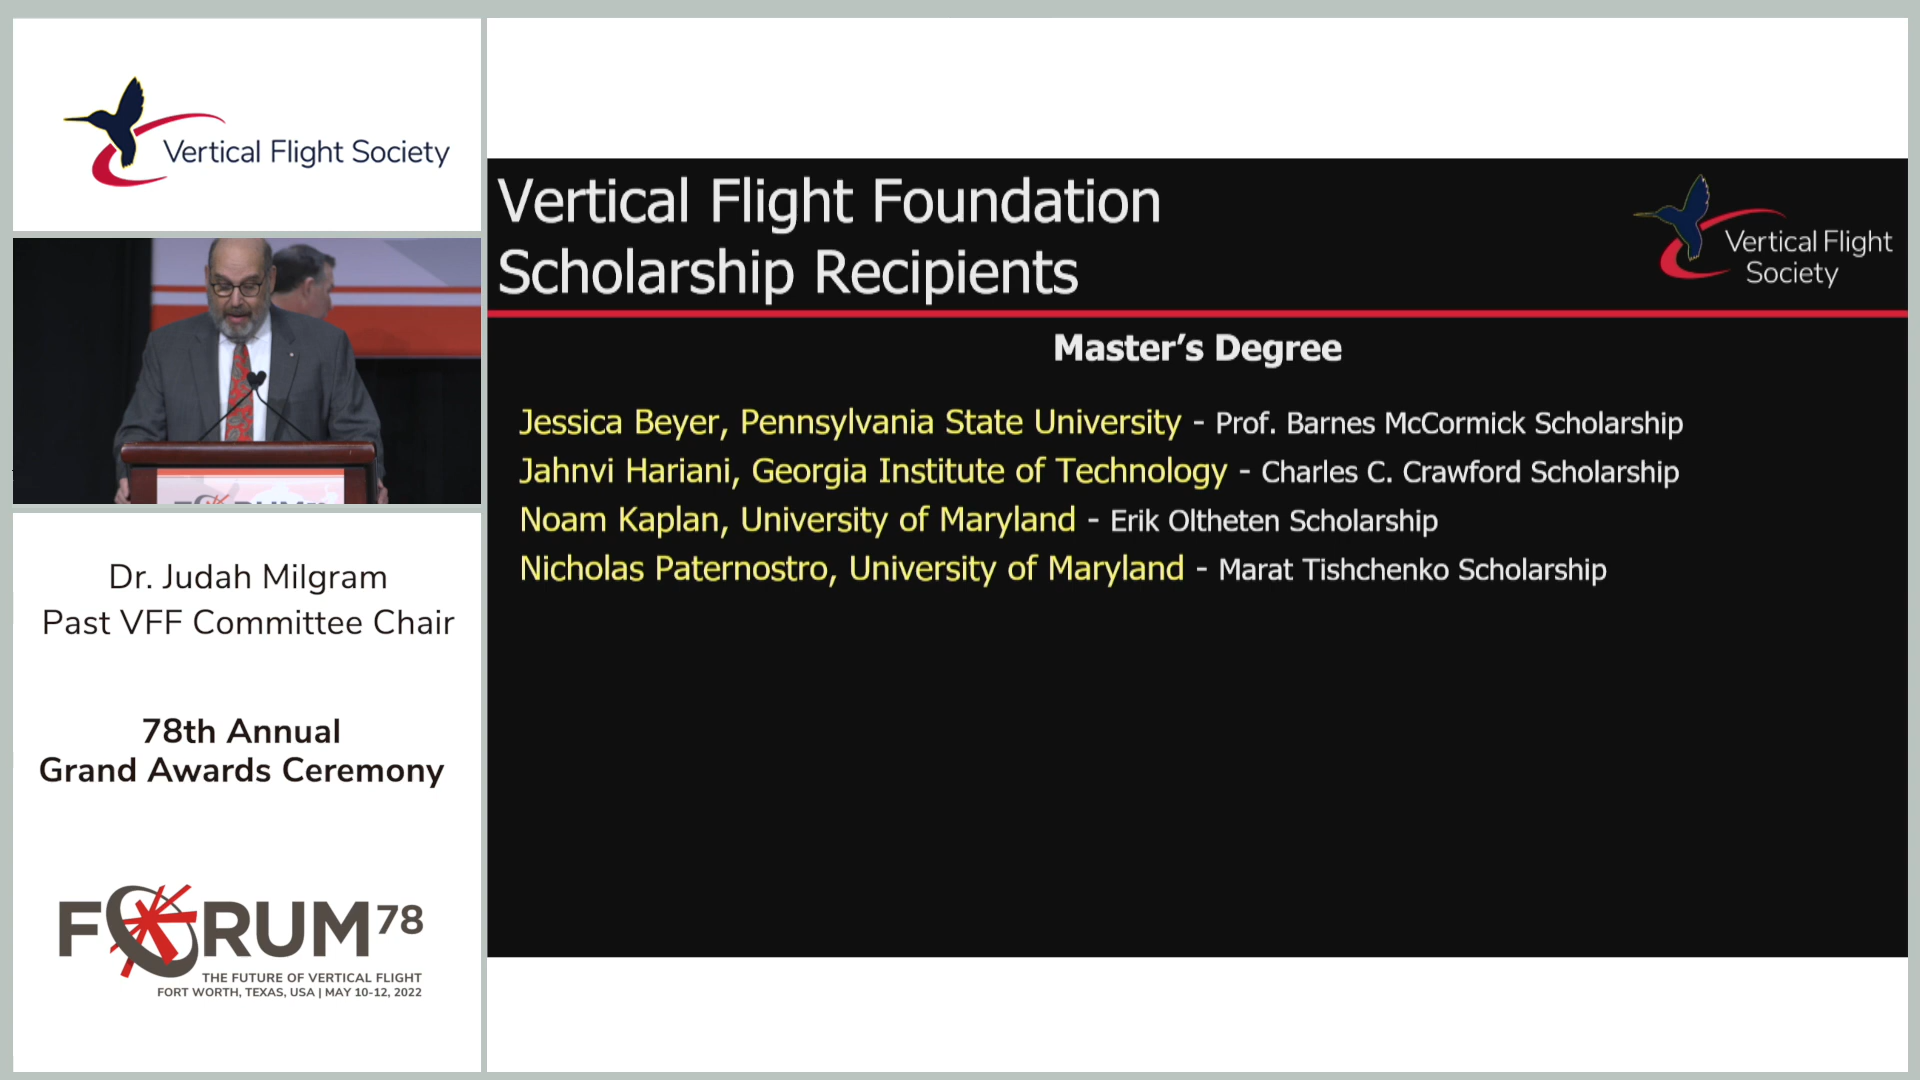 Vertical Flight Society
Dr. Judah Milgram
Past VFF Committee Chair
78th Annual
Grand Awards Ceremony
FORUM 78
THE FUTURE OF VERTICAL FLIGHT
FORT WORTH, TEXAS, USA | MAY 10-12, 2022
Vertical Flight Foundation
Scholarship Recipients
Vertical Flight
Society
Master’s Degree
Jessica Beyer, Pennsylvania State University - Prof. Barnes McCormick Scholarship
Jahnvi Hariani, Georgia Institute of Technology - Charles C. Crawford Scholarship
Noam Kaplan, University of Maryland - Erik Oltheten Scholarship
Nicholas Paternostro, University of Maryland - Marat Tishchenko Scholarship